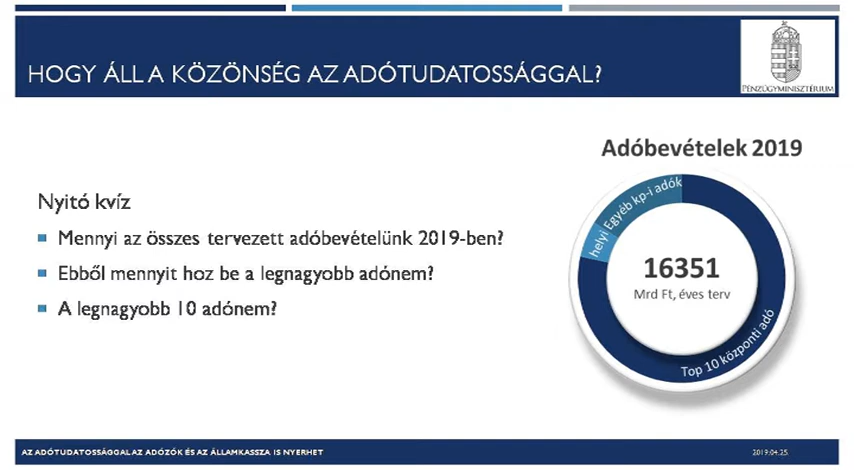 HOGY ÁLL A KÖZÖNSÉG AZ ADÓTUDATOSSÁGGAL?
PÉNZÜGYMINISZTÉRIUM
Nyitó kvíz
Mennyi az összes tervezett adóbevételünk 2019-ben?
Ebből mennyit hoz be a legnagyobb adónem?
A legnagyobb 10 adónem?
Adóbevételek 2019
helyi
Egyéb kp-i adók
16351
Mrd Ft, éves terv
Top 10 központi adó
AZ ADÓTUDATOSSÁGGAL AZ ADÓZÓK ÉS AZ ÁLLAMKASSZA IS NYERHET
2019.04.25.